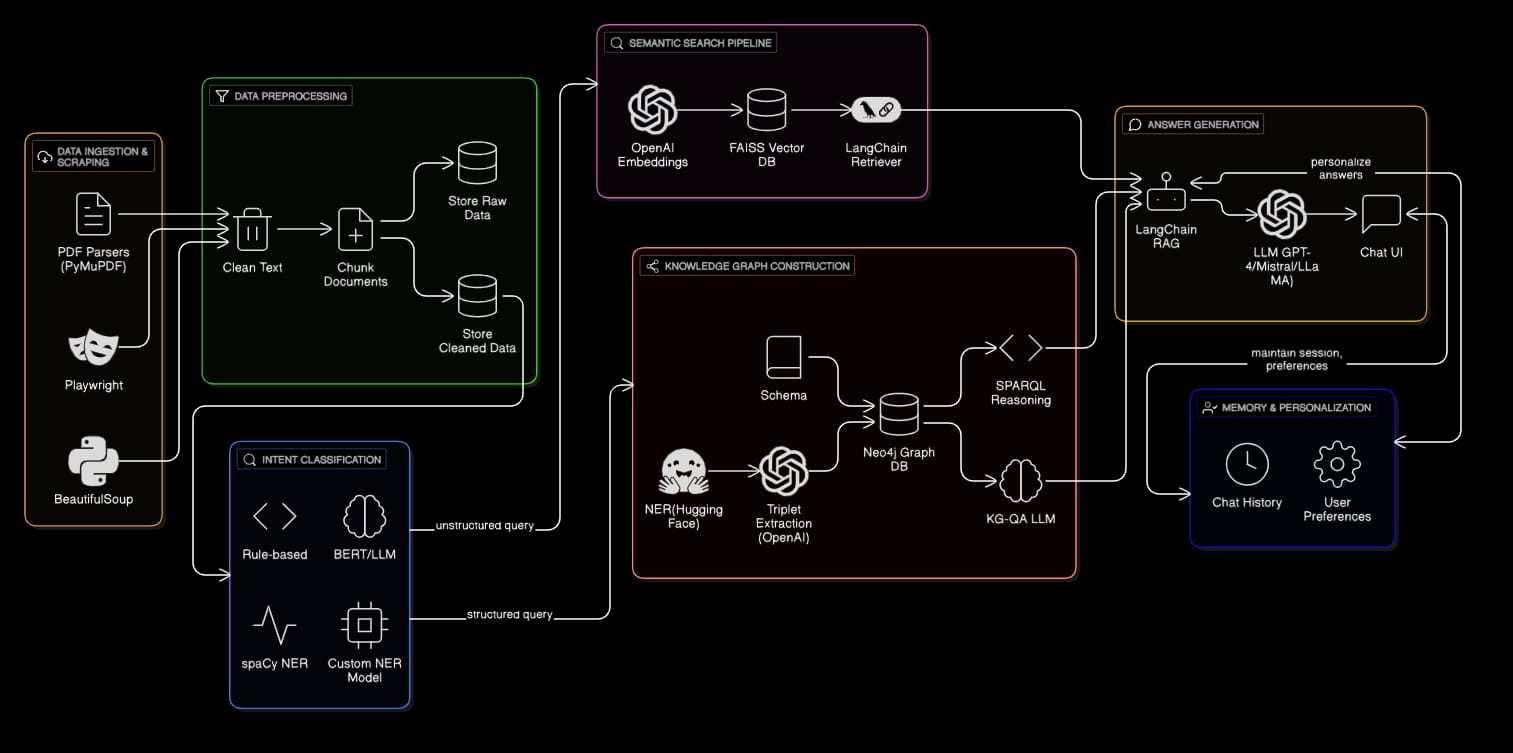 DATA INGESTION &
SCRAPING
PDF Parsers
(PyMuPDF)
Playwright
BeautifulSoup
DATA PREPROCESSING
Clean Text
Chunk
Documents
Store Raw
Data
Store
Cleaned Data
INTENT CLASSIFICATION
Rule-based
BERT/LLM
spaCy NER
Custom NER
Model
unstructured query
structured query
SEMANTIC SEARCH PIPELINE
OpenAI
Embeddings
FAISS Vector
DB
LangChain
Retriever
KNOWLEDGE GRAPH CONSTRUCTION
Schema
NER(Hugging
Face)
Triplet
Extraction
(OpenAI)
Neo4j Graph
DB
SPARQL
Reasoning
KG-QA LLM
ANSWER GENERATION
personalize
answers
LangChain
RAG
LLM GPT-
4/Mistral/LLa
MA)
Chat UI
maintain session,
preferences
MEMORY & PERSONALIZATION
Chat History
User
Preferences